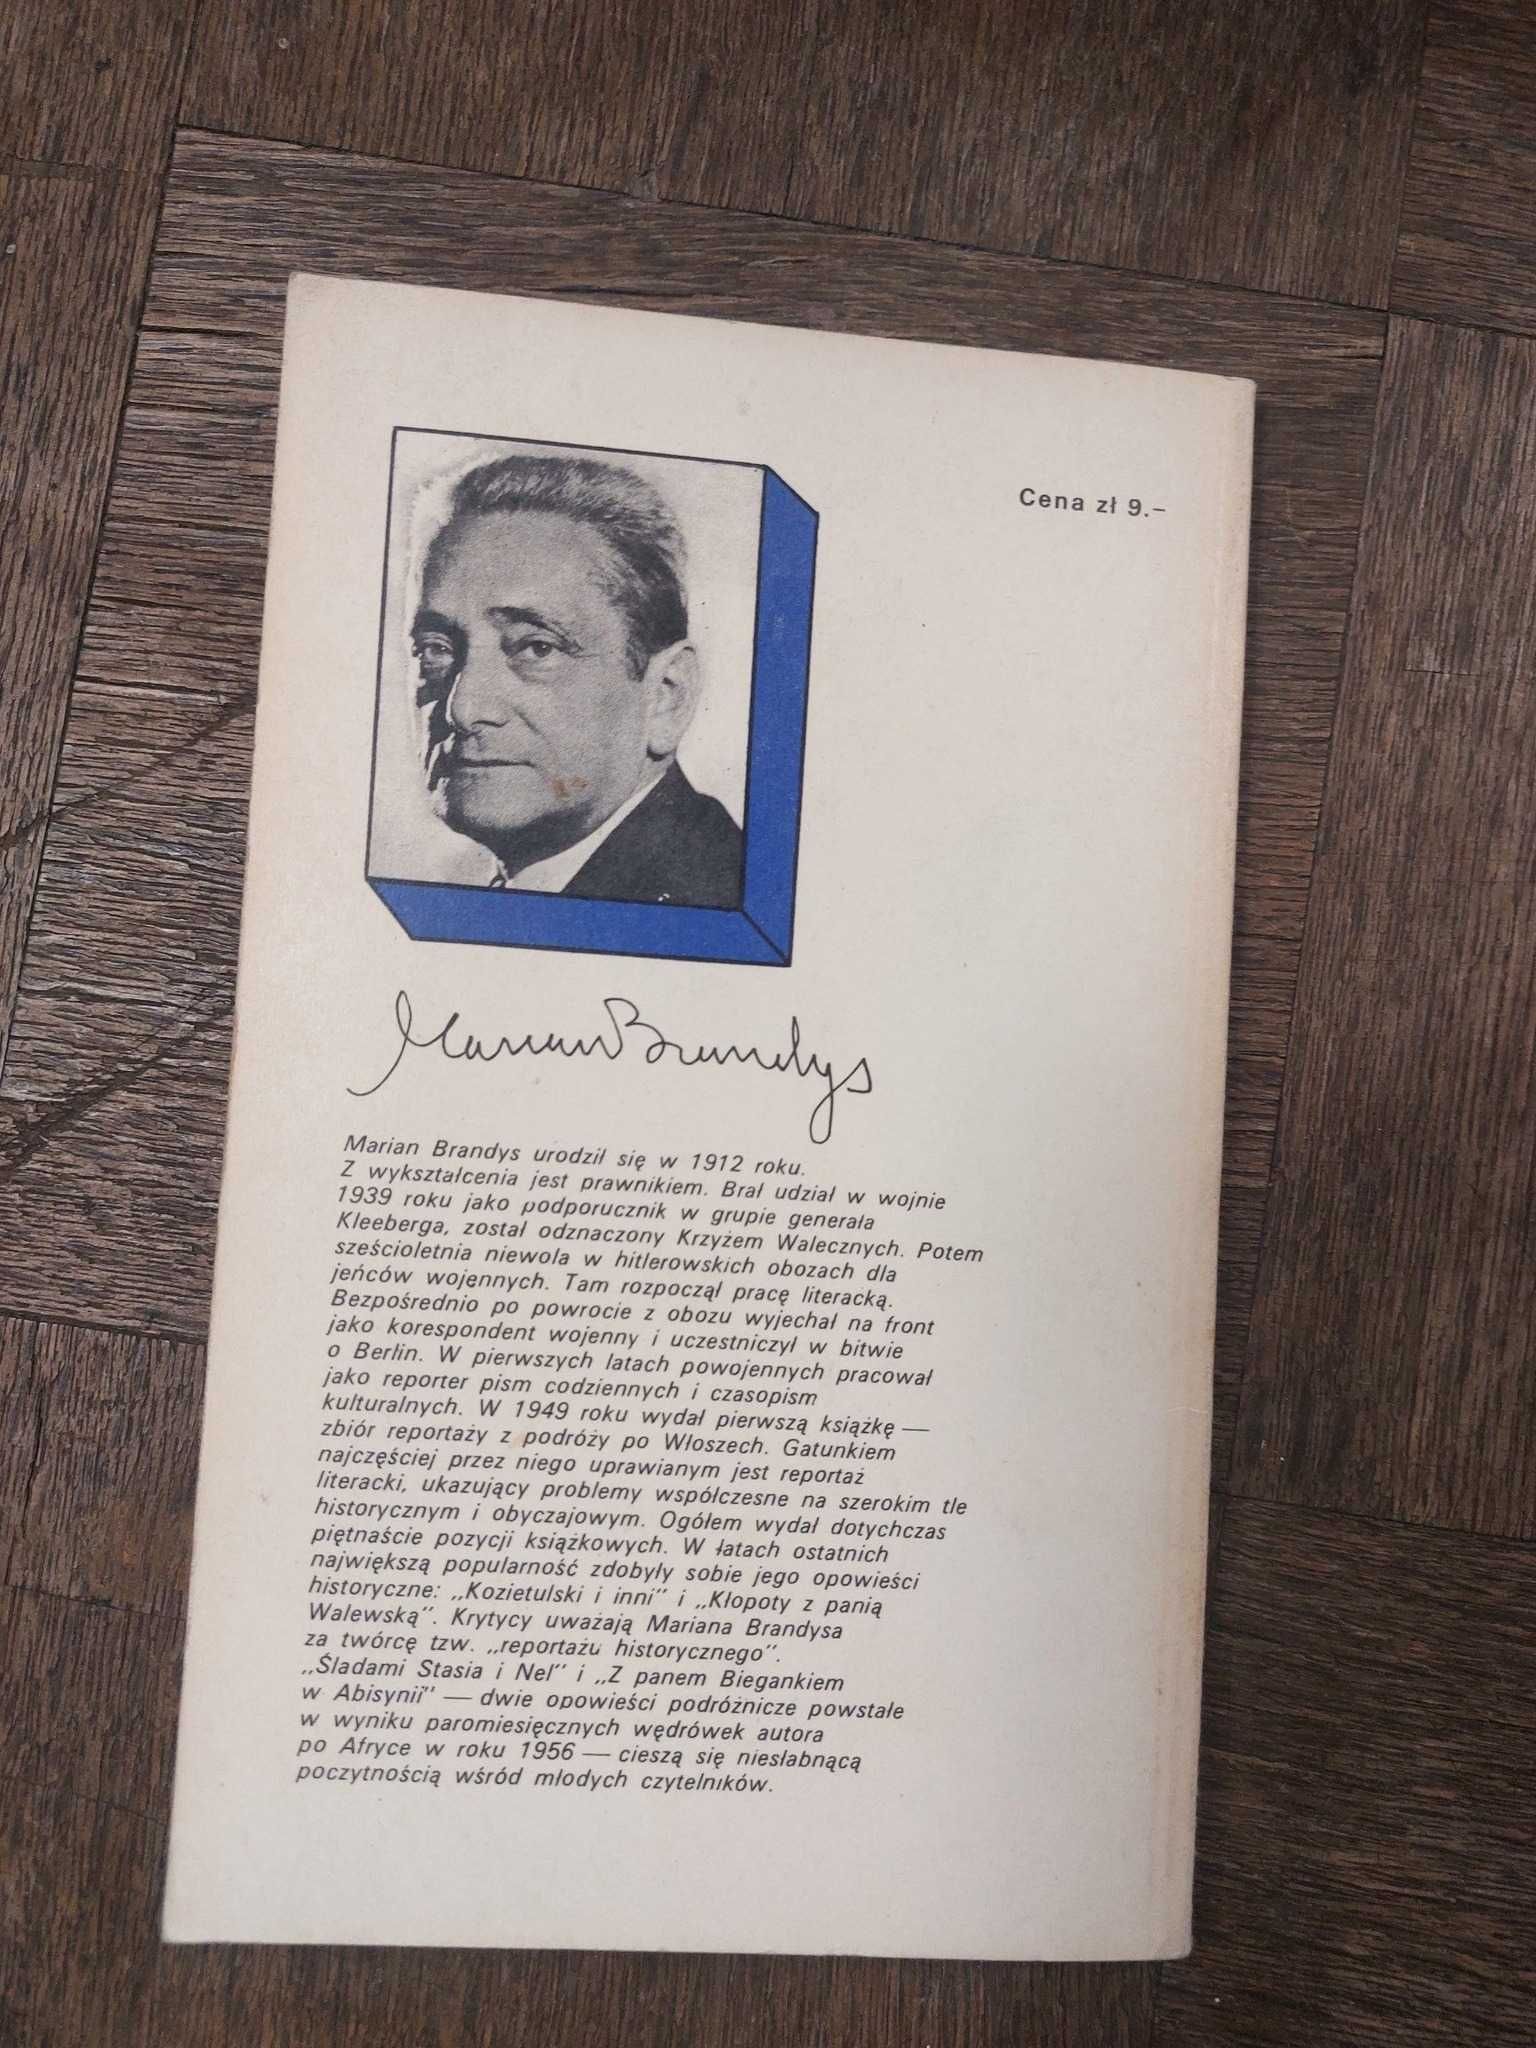 Cena zł 9.–
Marian Brandys
Marian Brandys urodził się w 1912 roku.
Z wykształcenia jest prawnikiem. Brał udział w wojnie
1939 roku jako podporucznik w grupie generała
Kleeberga, został odznaczony Krzyżem Walecznych. Potem
sześcioletnia niewola w hitlerowskich obozach dla
jeńców wojennych. Tam rozpoczął pracę literacką.
Bezpośrednio po powrocie z obozu wyjechał na front
jako korespondent wojenny i uczestniczył w bitwie
o Berlin. W pierwszych latach powojennych pracował
jako reporter pism codziennych i czasopism
kulturalnych. W 1949 roku wydał pierwszą książkę —
zbiór reportaży z podróży po Włoszech. Gatunkiem
najczęściej przez niego uprawianym jest reportaż
literacki, ukazujący problemy współczesne na szerokim tle
historycznym i obyczajowym. Ogółem wydał dotychczas
piętnaście pozycji książkowych. W łatach ostatnich
największą popularność zdobyły sobie jego opowieści
historyczne: „Kozietulski i inni” i „Kłopoty z panią
Walewską”. Krytycy uważają Mariana Brandysa
za twórcę tzw. „reportażu historycznego”.
„Śladami Stasia i Nel” i „Z panem Biegankiem
w Abisynii” — dwie opowieści podróżnicze powstałe
w wyniku paromiesięcznych wędrówek autora
po Afryce w roku 1956 — cieszą się niesłabnącą
poczytnością wśród młodych czytelników.